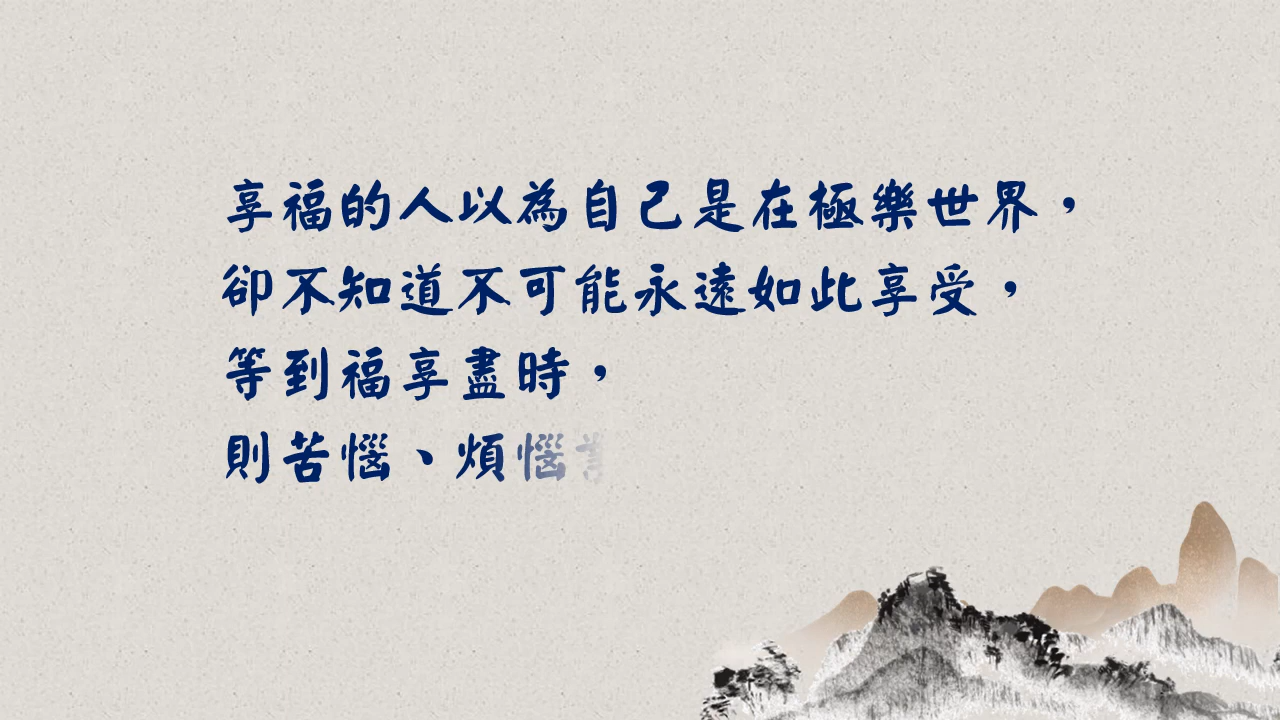 享福的人以為自己是在極樂世界，
卻不知道不可能永遠如此享受，
等到福享盡時，
則苦惱、煩惱